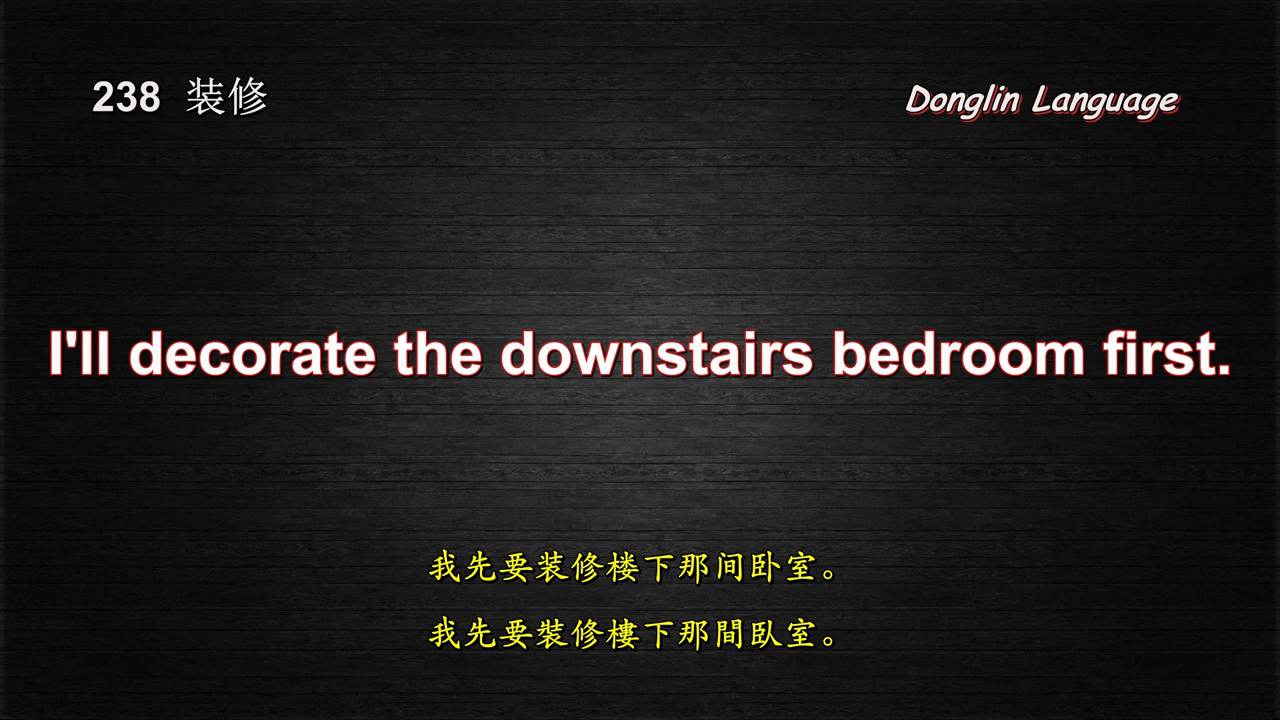 238 装修
Donglin Language
I'll decorate the downstairs bedroom first.
我先要装修楼下那间卧室。
我先要裝修樓下那間臥室。